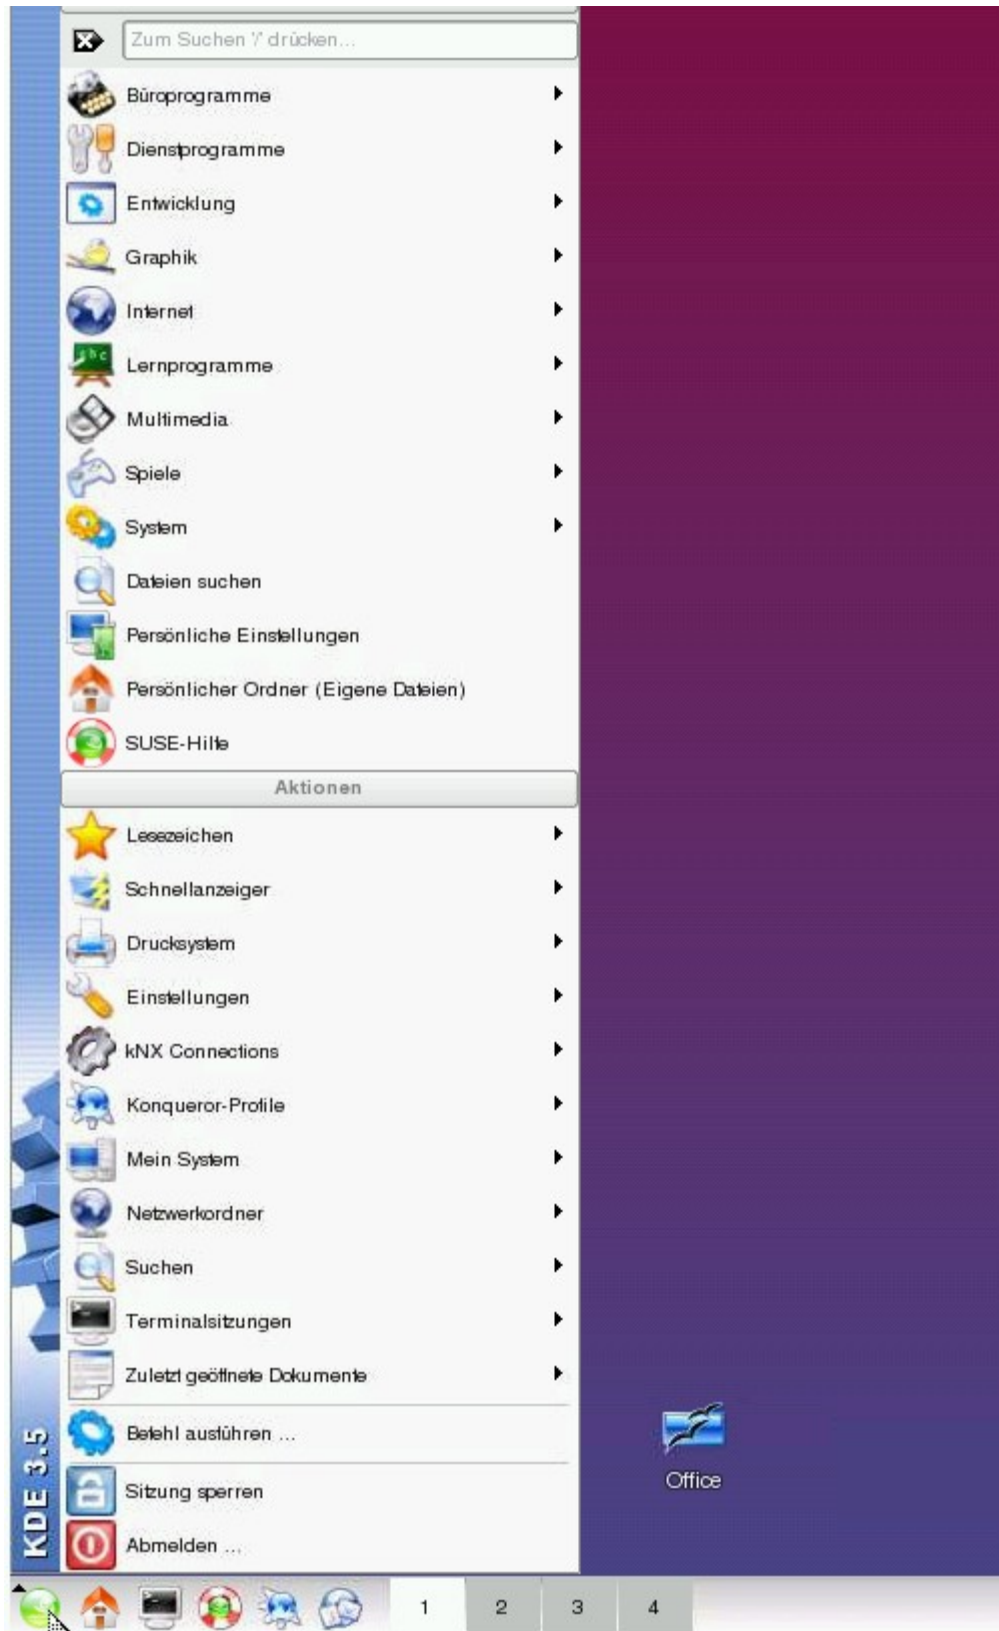 Zum Suchen '/' drücken...
Büroprogramme
Dienstprogramme
Entwicklung
Graphik
Internet
Lernprogramme
Multimedia
Spiele
System
Dateien suchen
Persönliche Einstellungen
Persönlicher Ordner (Eigene Dateien)
SUSE-Hilfe
Aktionen
Lesezeichen
Schnellanzeiger
Drucksystem
Einstellungen
kNX Connections
Konqueror-Profile
Mein System
Netzwerkordner
Suchen
Terminalsitzungen
Zuletzt geöffnete Dokumente
Befehl ausführen ...
Sitzung sperren
Abmelden ...
KDE 3.5
Office
1 2 3 4